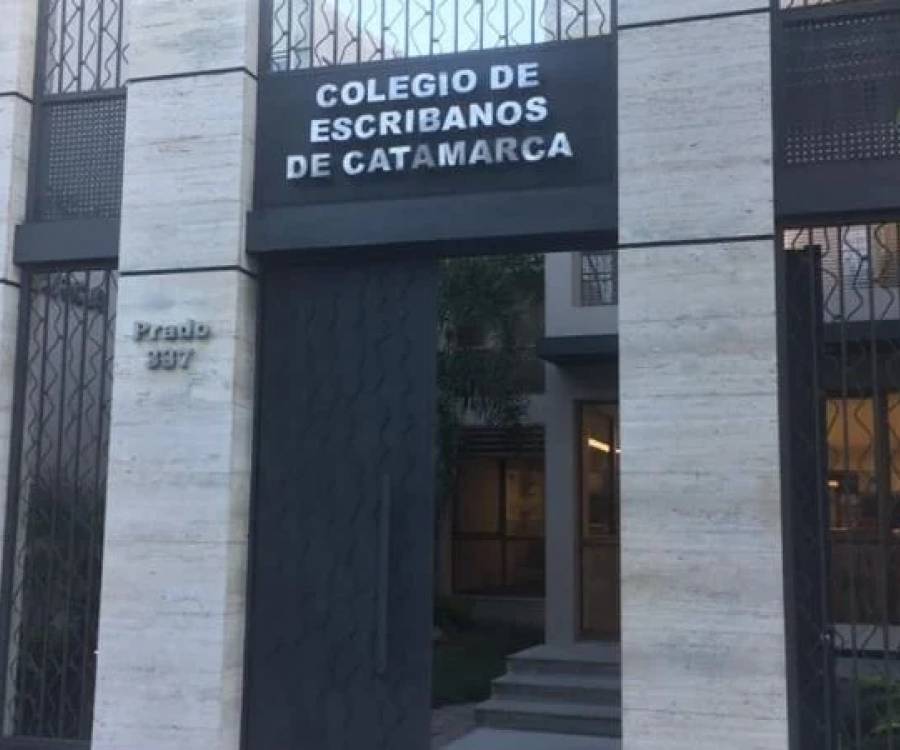 COLEGIO DE
ESCRIBANOS
DE CATAMARCA
Prado
337